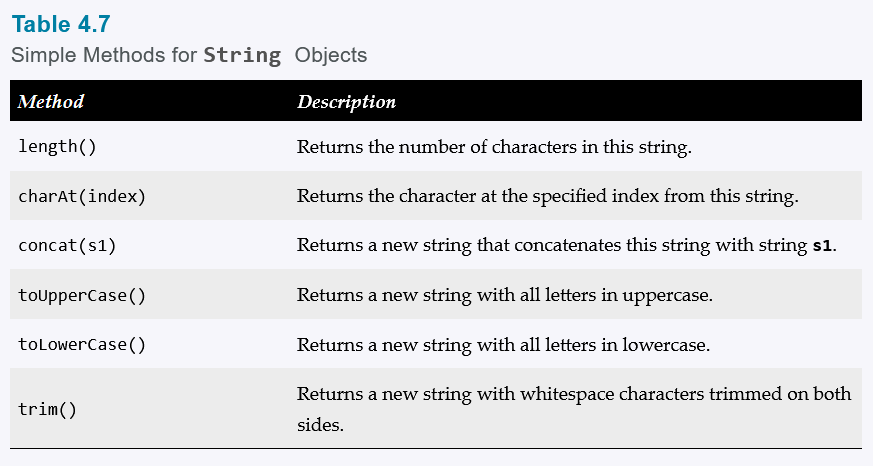 Table 4.7
Simple Methods for String Objects
Method Description
length() Returns the number of characters in this string.
charAt(index) Returns the character at the specified index from this string.
concat(s1) Returns a new string that concatenates this string with string s1.
toUpperCase() Returns a new string with all letters in uppercase.
toLowerCase() Returns a new string with all letters in lowercase.
trim() Returns a new string with whitespace characters trimmed on both
sides.